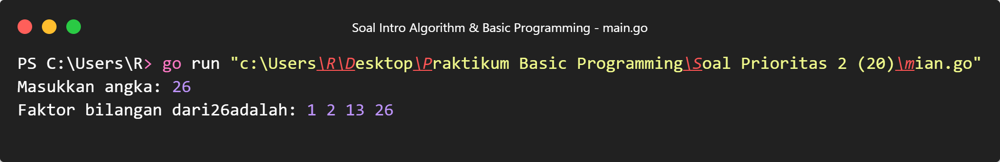 Soal Intro Algorithm & Basic Programming - main.go
PS C:\Users\R> go run "c:\Users\R\Desktop\Praktikum Basic Programming\Soal Prioritas 2 (20)\mian.go"
Masukkan angka: 26
Faktor bilangan dari26adalah: 1 2 13 26